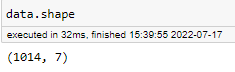 data.shape
executed in 32ms, finished 15:39:55 2022-07-17
(1014, 7)